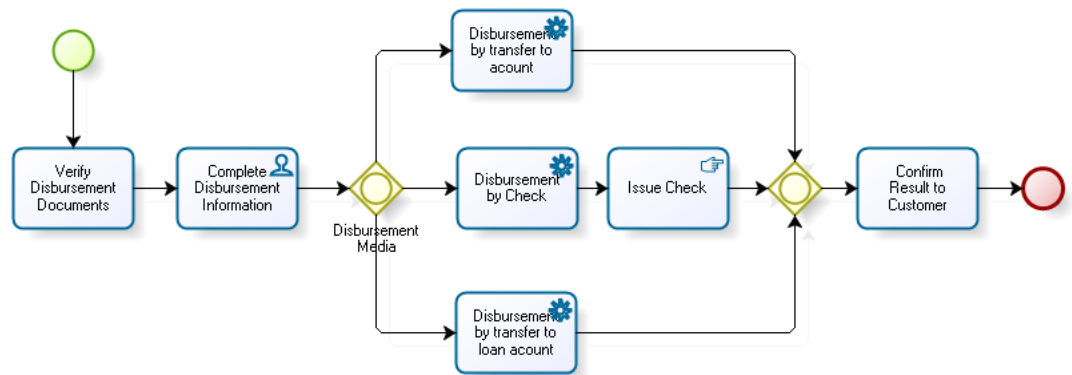 Disbursement
by transfer to
acount
Verify
Disbursement
Documents
Complete
Disbursement
Information
Disbursement
Media
Disbursement
by Check
Issue Check
Confirm
Result to
Customer
Disbursement
by transfer to
loan acount